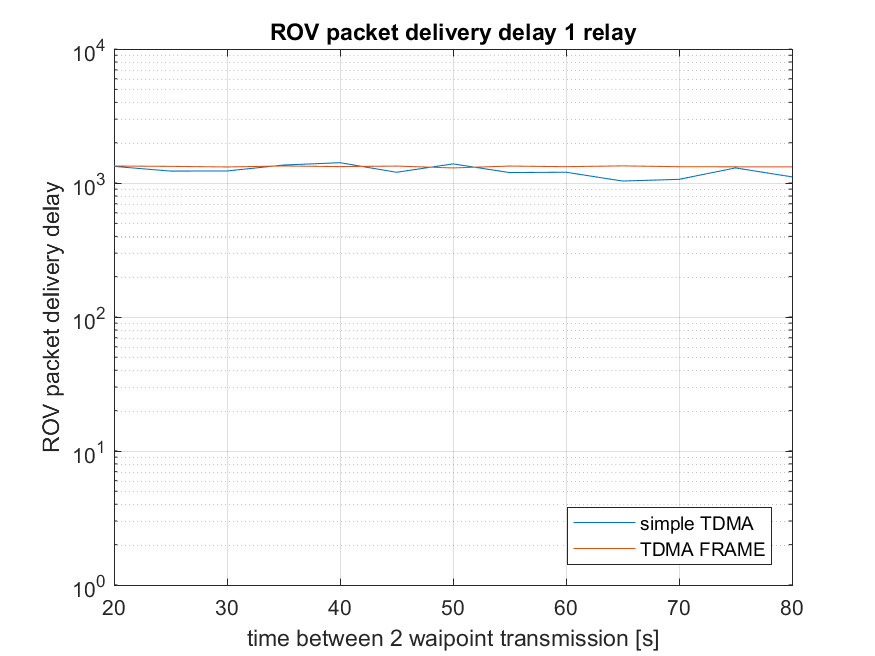 ROV packet delivery delay 1 relay
10^4
10^3
10^2
10^1
10^0
ROV packet delivery delay
simple TDMA
TDMA FRAME
20 30 40 50 60 70 80
time between 2 waipoint transmission [s]